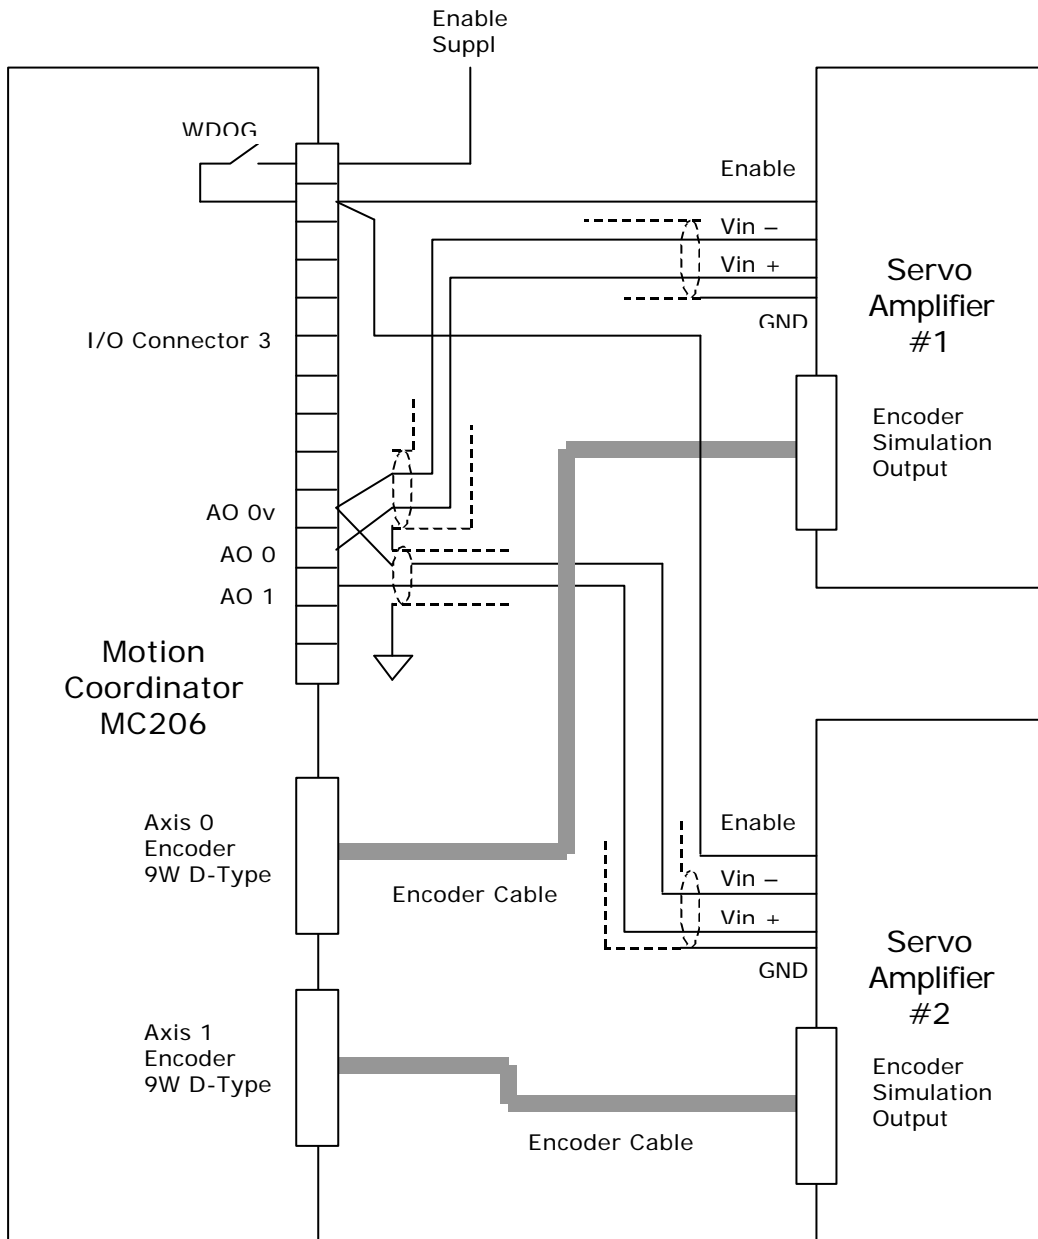 Enable
Suppl
WDOG
Enable
Vin –
Vin +
GND
Servo
Amplifier
#1
I/O Connector 3
Encoder
Simulation
Output
AO 0v
AO 0
AO 1
Motion
Coordinator
MC206
Axis 0
Encoder
9W D-Type
Encoder Cable
Enable
Vin –
Vin +
GND
Servo
Amplifier
#2
Axis 1
Encoder
9W D-Type
Encoder
Simulation
Output
Encoder Cable